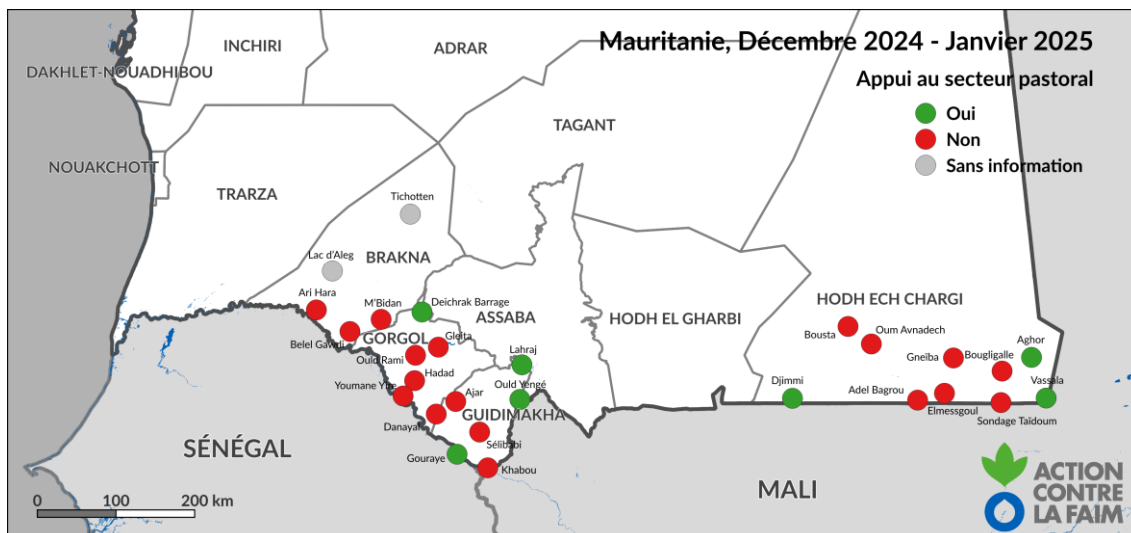 Mauritanie, Décembre 2024 - Janvier 2025
Appui au secteur pastoral
Oui
Non
Sans information
INCHIRI
ADRAR
DAKHLET-NOUADHIBOU
TAGANT
NOUAKCHOTT
TRARZA
Tichotten
BRAKNA
Lac d'Aleg
Ari Hara
M'Bidan
Deichrak Barrage
ASSABA
HODH EL GHARBI
HODH ECH CHARGI
Belel Gawdi
GORGOL
Gleita
Ould Rami
Lahraj
Hadad
Youmane Yire
Ould Yengé
Ajar
GUIDIMAKHA
Danayal
Sélibabi
Gouraye
Khabou
Bousta
Oum Avnadech
Gneïba
Bougligalle
Aghor
Djimmi
Adel Bagrou
Elmessgoul
Vassala
Sondage Taïdoum
SÉNÉGAL
MALI
0 100 200 km
ACTION
CONTRE
LA FAIM